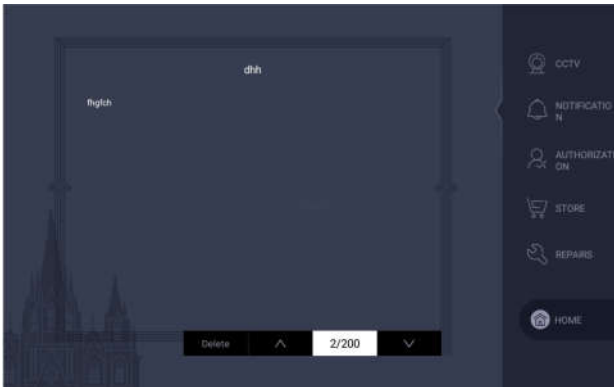 dhh
fhgfch
Delete
2/200
CCTV
NOTIFICATIO
N
AUTHORIZATI
ON
STORE
REPAIRS
HOME